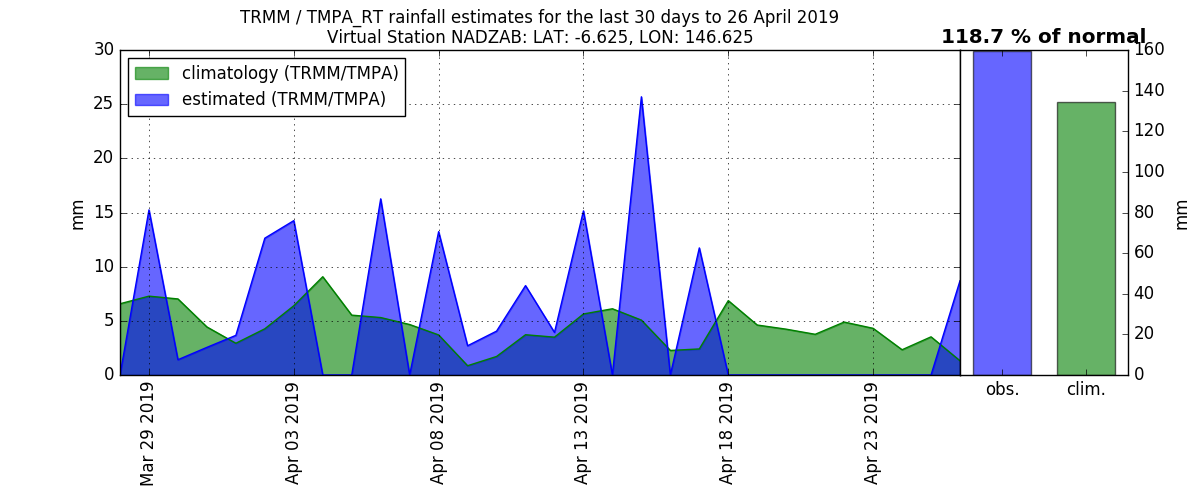 TRMM / TMPA_RT rainfall estimates for the last 30 days to 26 April 2019
Virtual Station NADZAB: LAT: -6.625, LON: 146.625
118.7 % of normal
climatology (TRMM/TMPA)
estimated (TRMM/TMPA)
30
25
20
15
10
5
0
mm
Mar 29 2019
Apr 03 2019
Apr 08 2019
Apr 13 2019
Apr 18 2019
Apr 23 2019
obs.
clim.
160
140
120
100
80
60
40
20
0
mm